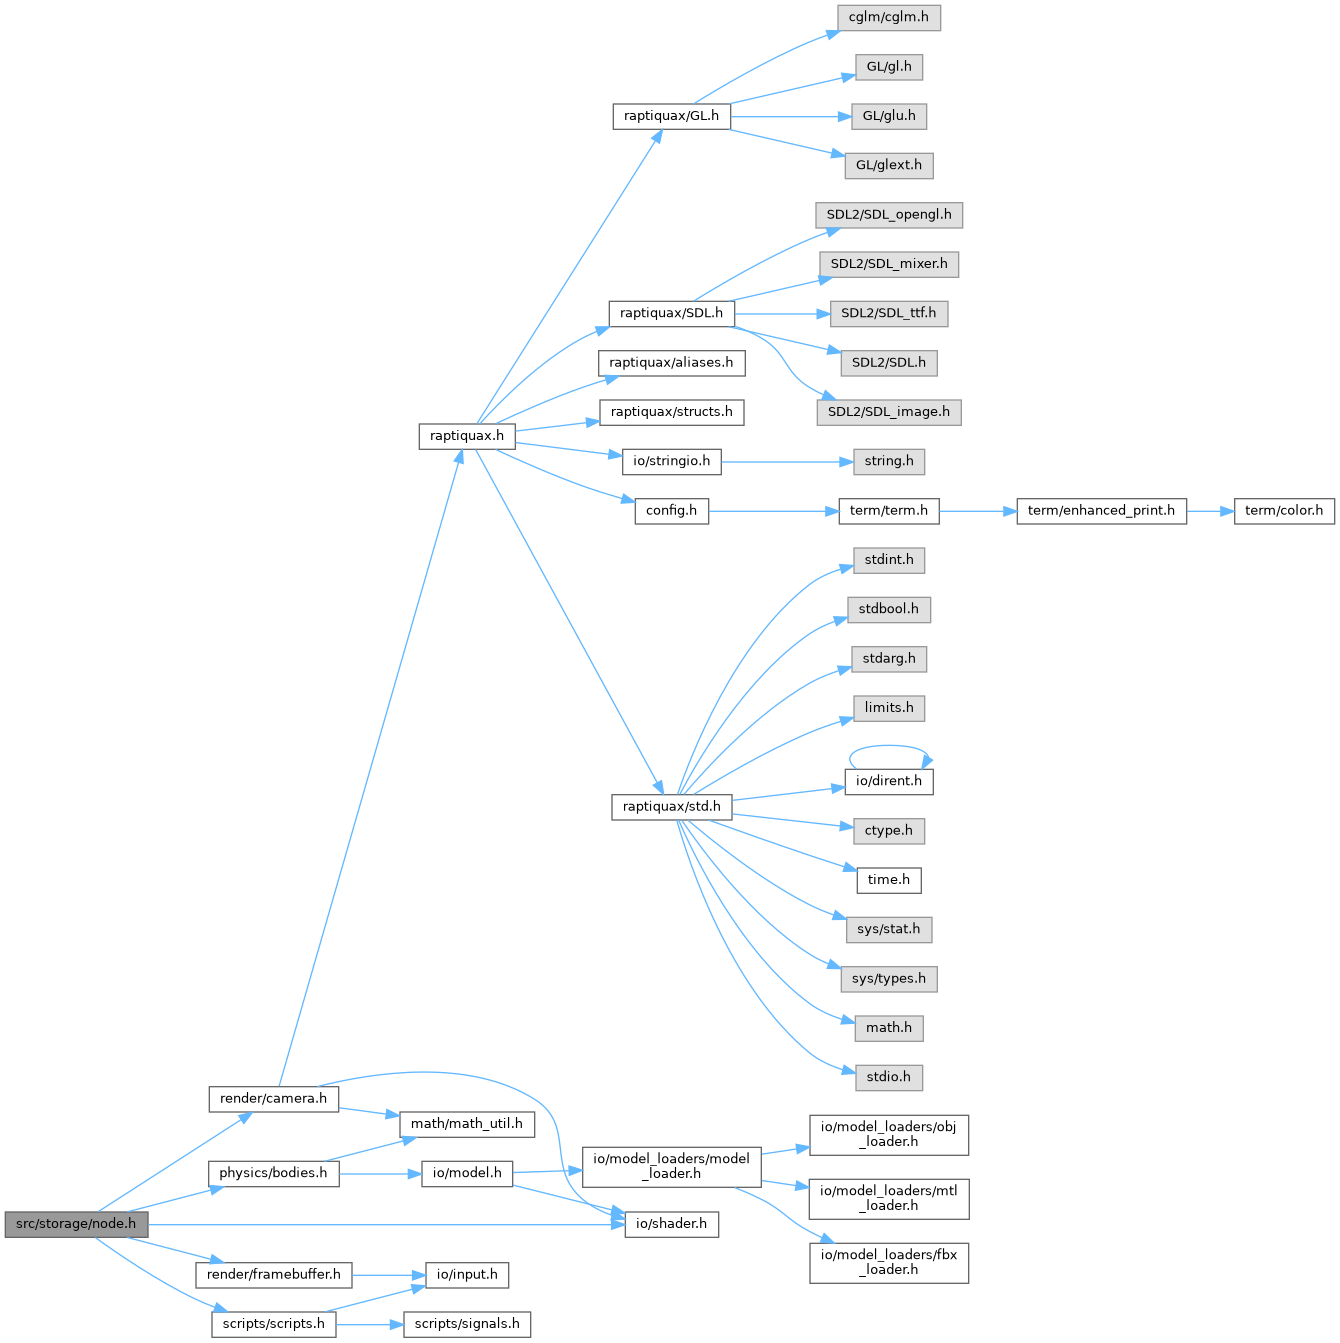 cglm/cglm.h
GL/gl.h
raptiquax/GL.h
GL/glu.h
GL/glext.h
SDL2/SDL_opengl.h
SDL2/SDL_mixer.h
raptiquax/SDL.h
SDL2/SDL_ttf.h
raptiquax/aliases.h
SDL2/SDL.h
raptiquax/structs.h
SDL2/SDL_image.h
raptiquax.h
io/stringio.h
string.h
config.h
term/term.h
term/enhanced_print.h
term/color.h
stdint.h
stdbool.h
stdarg.h
limits.h
io/dirent.h
raptiquax/std.h
ctype.h
time.h
sys/stat.h
sys/types.h
math.h
stdio.h
render/camera.h
math/math_util.h
io/model_loaders/obj
_loader.h
physics/bodies.h
io/model.h
io/model_loaders/model
_loader.h
io/model_loaders/mtl
_loader.h
src/storage/node.h
io/shader.h
io/model_loaders/fbx
_loader.h
render/framebuffer.h
io/input.h
scripts/scripts.h
scripts/signals.h